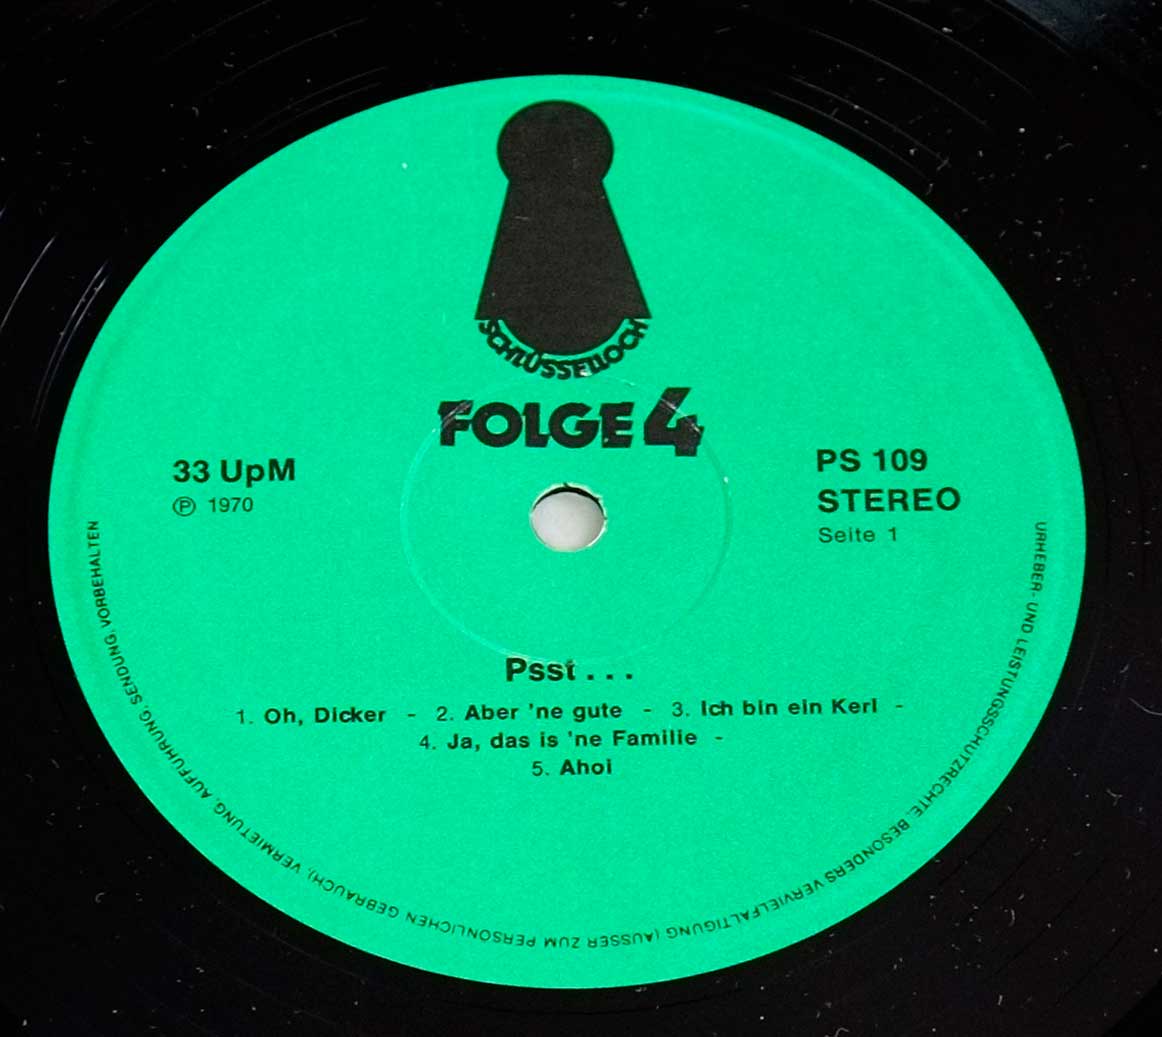 SCHLÜSSELLOCH
FOLGE 4
33 UpM
℗ 1970
PS 109
STEREO
Seite 1
Psst . . .
1. Oh, Dicker - 2. Aber 'ne gute - 3. Ich bin ein Kerl -
4. Ja, das is 'ne Familie -
5. Ahoi
URHEBER- UND LEISTUNGSSCHUTZRECHTE, BESONDERS VERVIELFALTIGUNG (AUSSER ZUM PERSÖNLICHEN GEBRAUCH), VERMIETUNG, AUFFUHRUNG, SENDUNG, VORBEHALTEN